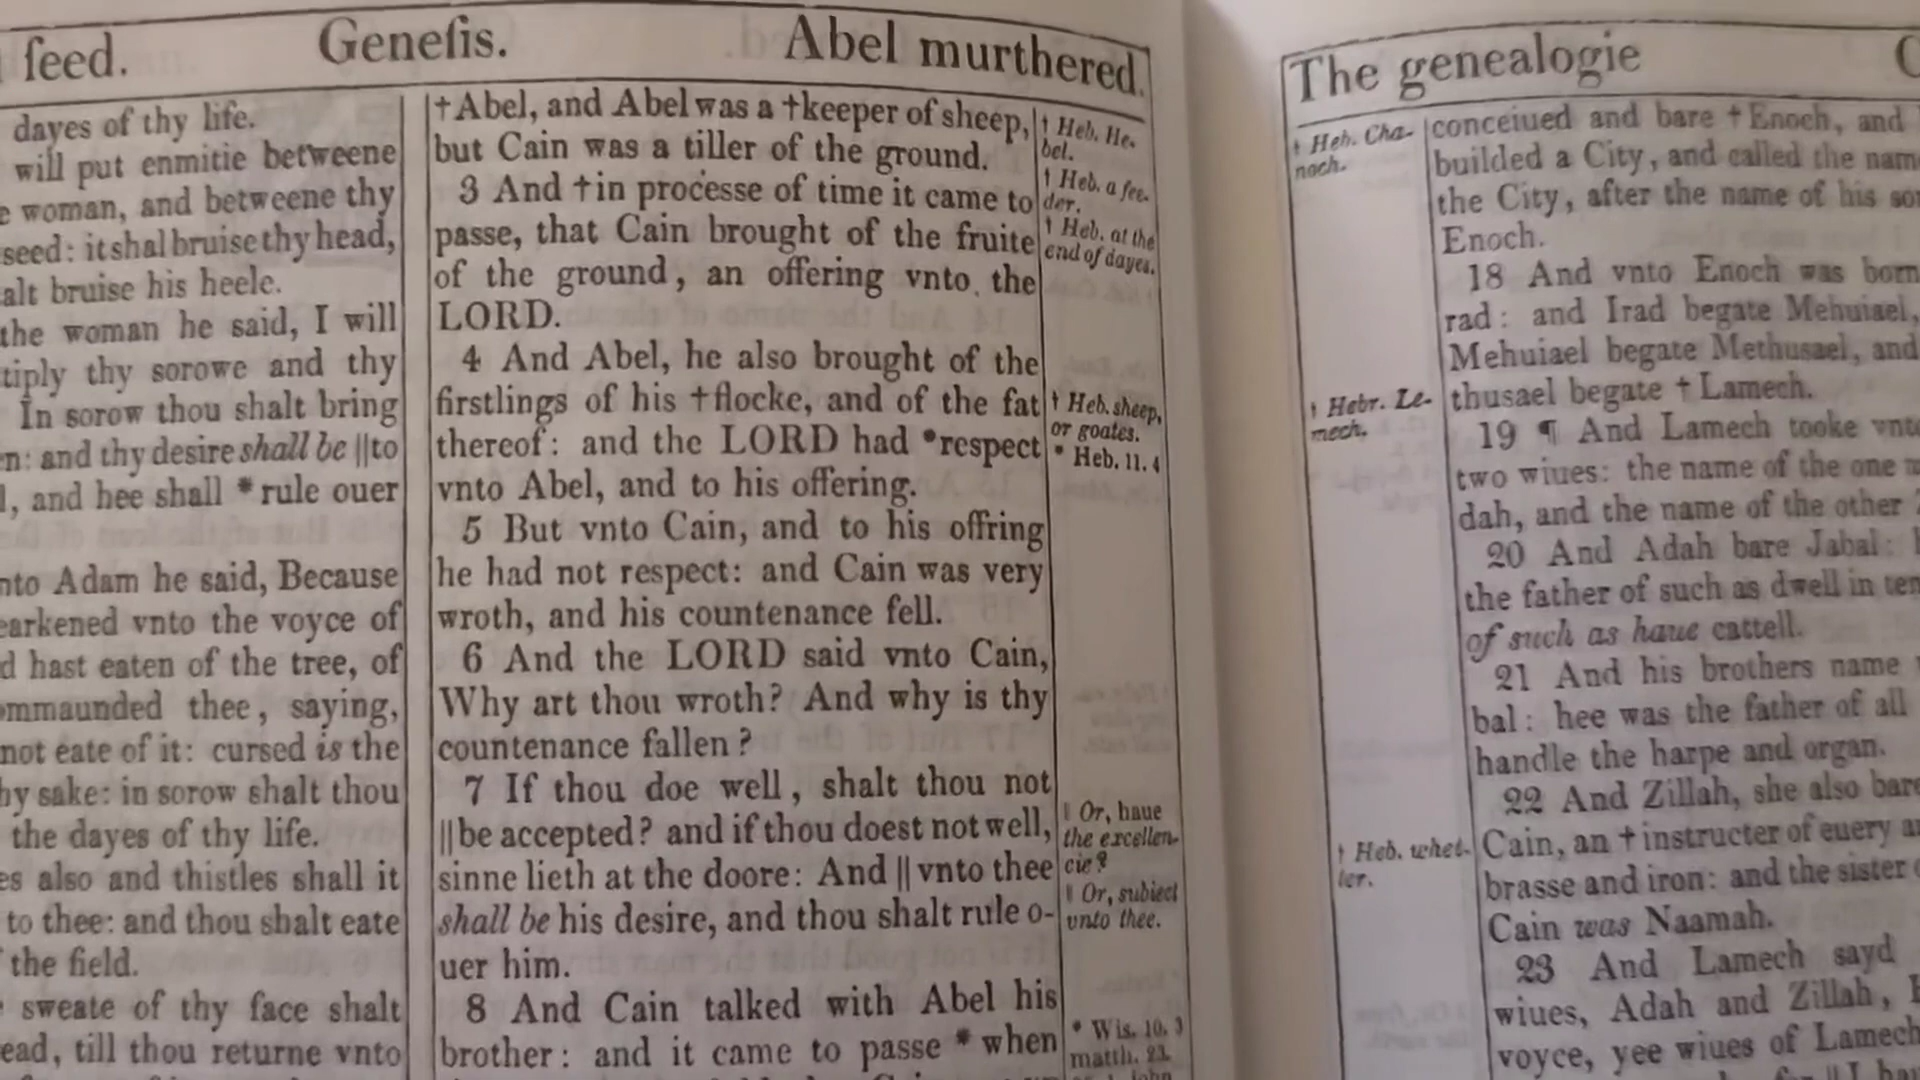 feed. Genefis. Abel murthered.
dayes of thy life.
will put enmitie betweene
woman, and betweene thy
seed: it shal bruise thy head,
alt bruise his heele.
the woman he said, I will
tiply thy sorowe and thy
In sorow thou shalt bring
n: and thy desire shall be ||to
, and hee shall *rule ouer
nto Adam he said, Because
earkened vnto the voyce of
d hast eaten of the tree, of
ommaunded thee, saying,
not eate of it: cursed is the
hy sake: in sorow shalt thou
the dayes of thy life.
es also and thistles shall it
to thee: and thou shalt eate
the field.
sweate of thy face shalt
ead, till thou returne vnto
†Abel, and Abel was a †keeper of sheep,
but Cain was a tiller of the ground.
3 And †in processe of time it came to
passe, that Cain brought of the fruite
of the ground, an offering vnto the
LORD.
4 And Abel, he also brought of the
firstlings of his †flocke, and of the fat
thereof: and the LORD had *respect
vnto Abel, and to his offering.
5 But vnto Cain, and to his offring
he had not respect: and Cain was very
wroth, and his countenance fell.
6 And the LORD said vnto Cain,
Why art thou wroth? And why is thy
countenance fallen?
7 If thou doe well, shalt thou not
||be accepted? and if thou doest not well,
sinne lieth at the doore: And || vnto thee
shall be his desire, and thou shalt rule o-
uer him.
8 And Cain talked with Abel his
brother: and it came to passe *when
† Heb. He-
bel.
† Heb. a fee-
der.
† Heb. at the
end of dayes.
† Heb. sheep,
or goates.
* Heb. 11. 4
|| Or, haue
the excellen-
cie?
|| Or, subiect
vnto thee.
* Wis. 10. 3
matth. 23.
The genealogie
† Heb. Cha-
noch.
† Hebr. Le-
mech.
† Heb. whet-
ter.
conceiued and bare †Enoch, and
builded a City, and called the nam
the City, after the name of his so
Enoch.
18 And vnto Enoch was born
rad: and Irad begate Mehuiael,
Mehuiael begate Methusael, and
thusael begate † Lamech.
19 ¶ And Lamech tooke vnto
two wiues: the name of the one
dah, and the name of the other
20 And Adah bare Jabal:
the father of such as dwell in ten
of such as haue cattell.
21 And his brothers name
bal: hee was the father of all
handle the harpe and organ.
22 And Zillah, she also bare
Cain, an †instructer of euery a
brasse and iron: and the sister
Cain was Naamah.
23 And Lamech sayd
wiues, Adah and Zillah,
voyce, yee wiues of Lamech